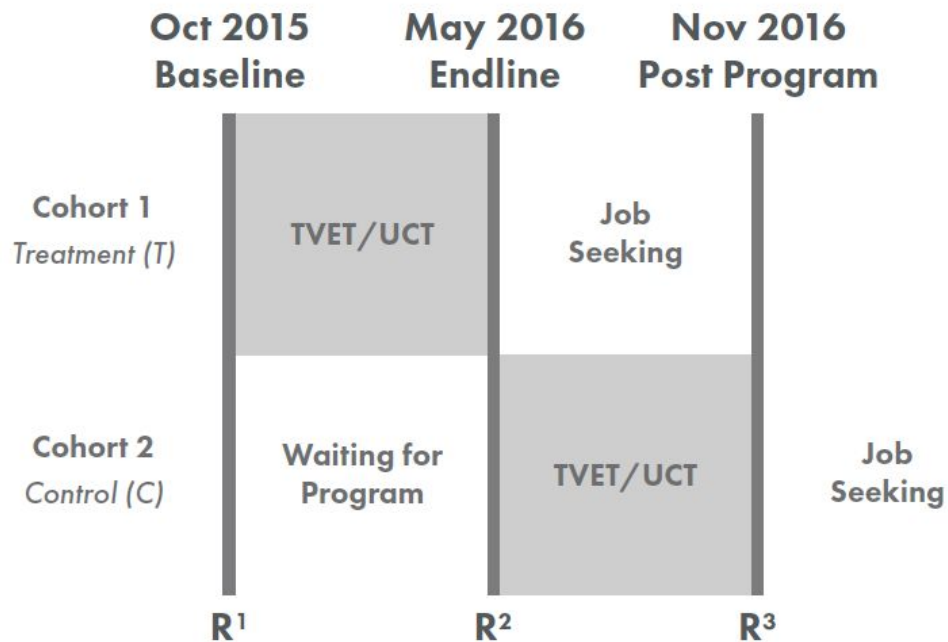 Oct 2015
Baseline
May 2016
Endline
Nov 2016
Post Program
Cohort 1
Treatment (T)
TVET/UCT
Job
Seeking
Cohort 2
Control (C)
Waiting for
Program
TVET/UCT
Job
Seeking
R¹
R²
R³